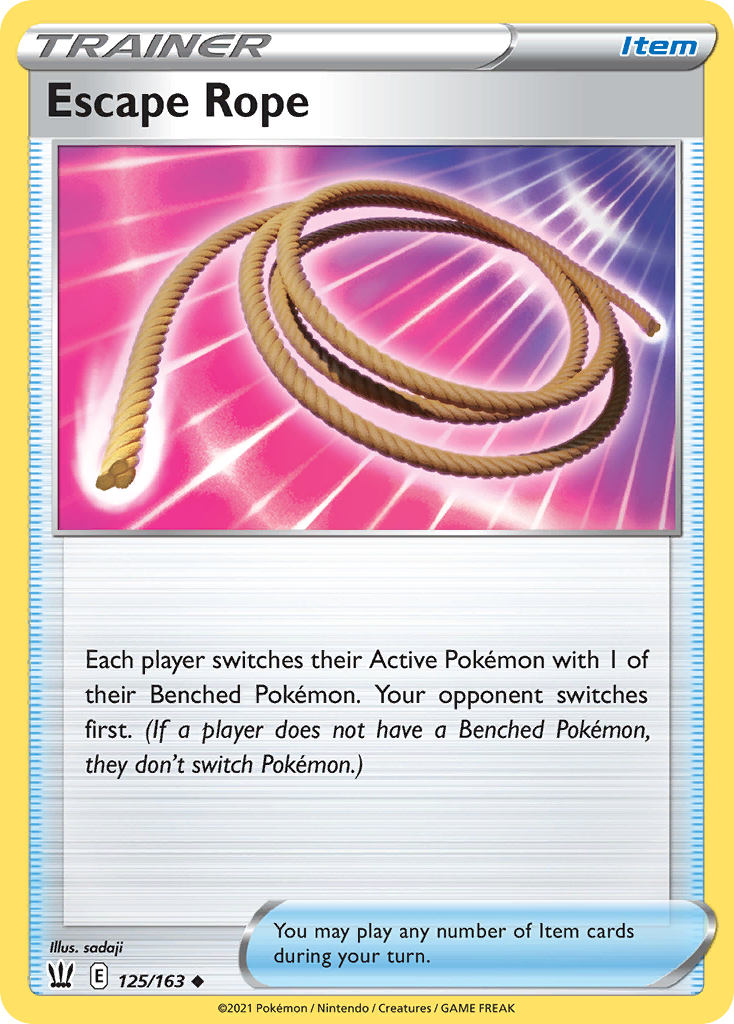 TRAINER
Item
Escape Rope
Each player switches their Active Pokémon with 1 of
their Benched Pokémon. Your opponent switches
first. (If a player does not have a Benched Pokémon,
they don't switch Pokémon.)
Illus. sadaji
You may play any number of Item cards
during your turn.
E
125/163
©2021 Pokémon / Nintendo / Creatures / GAME FREAK